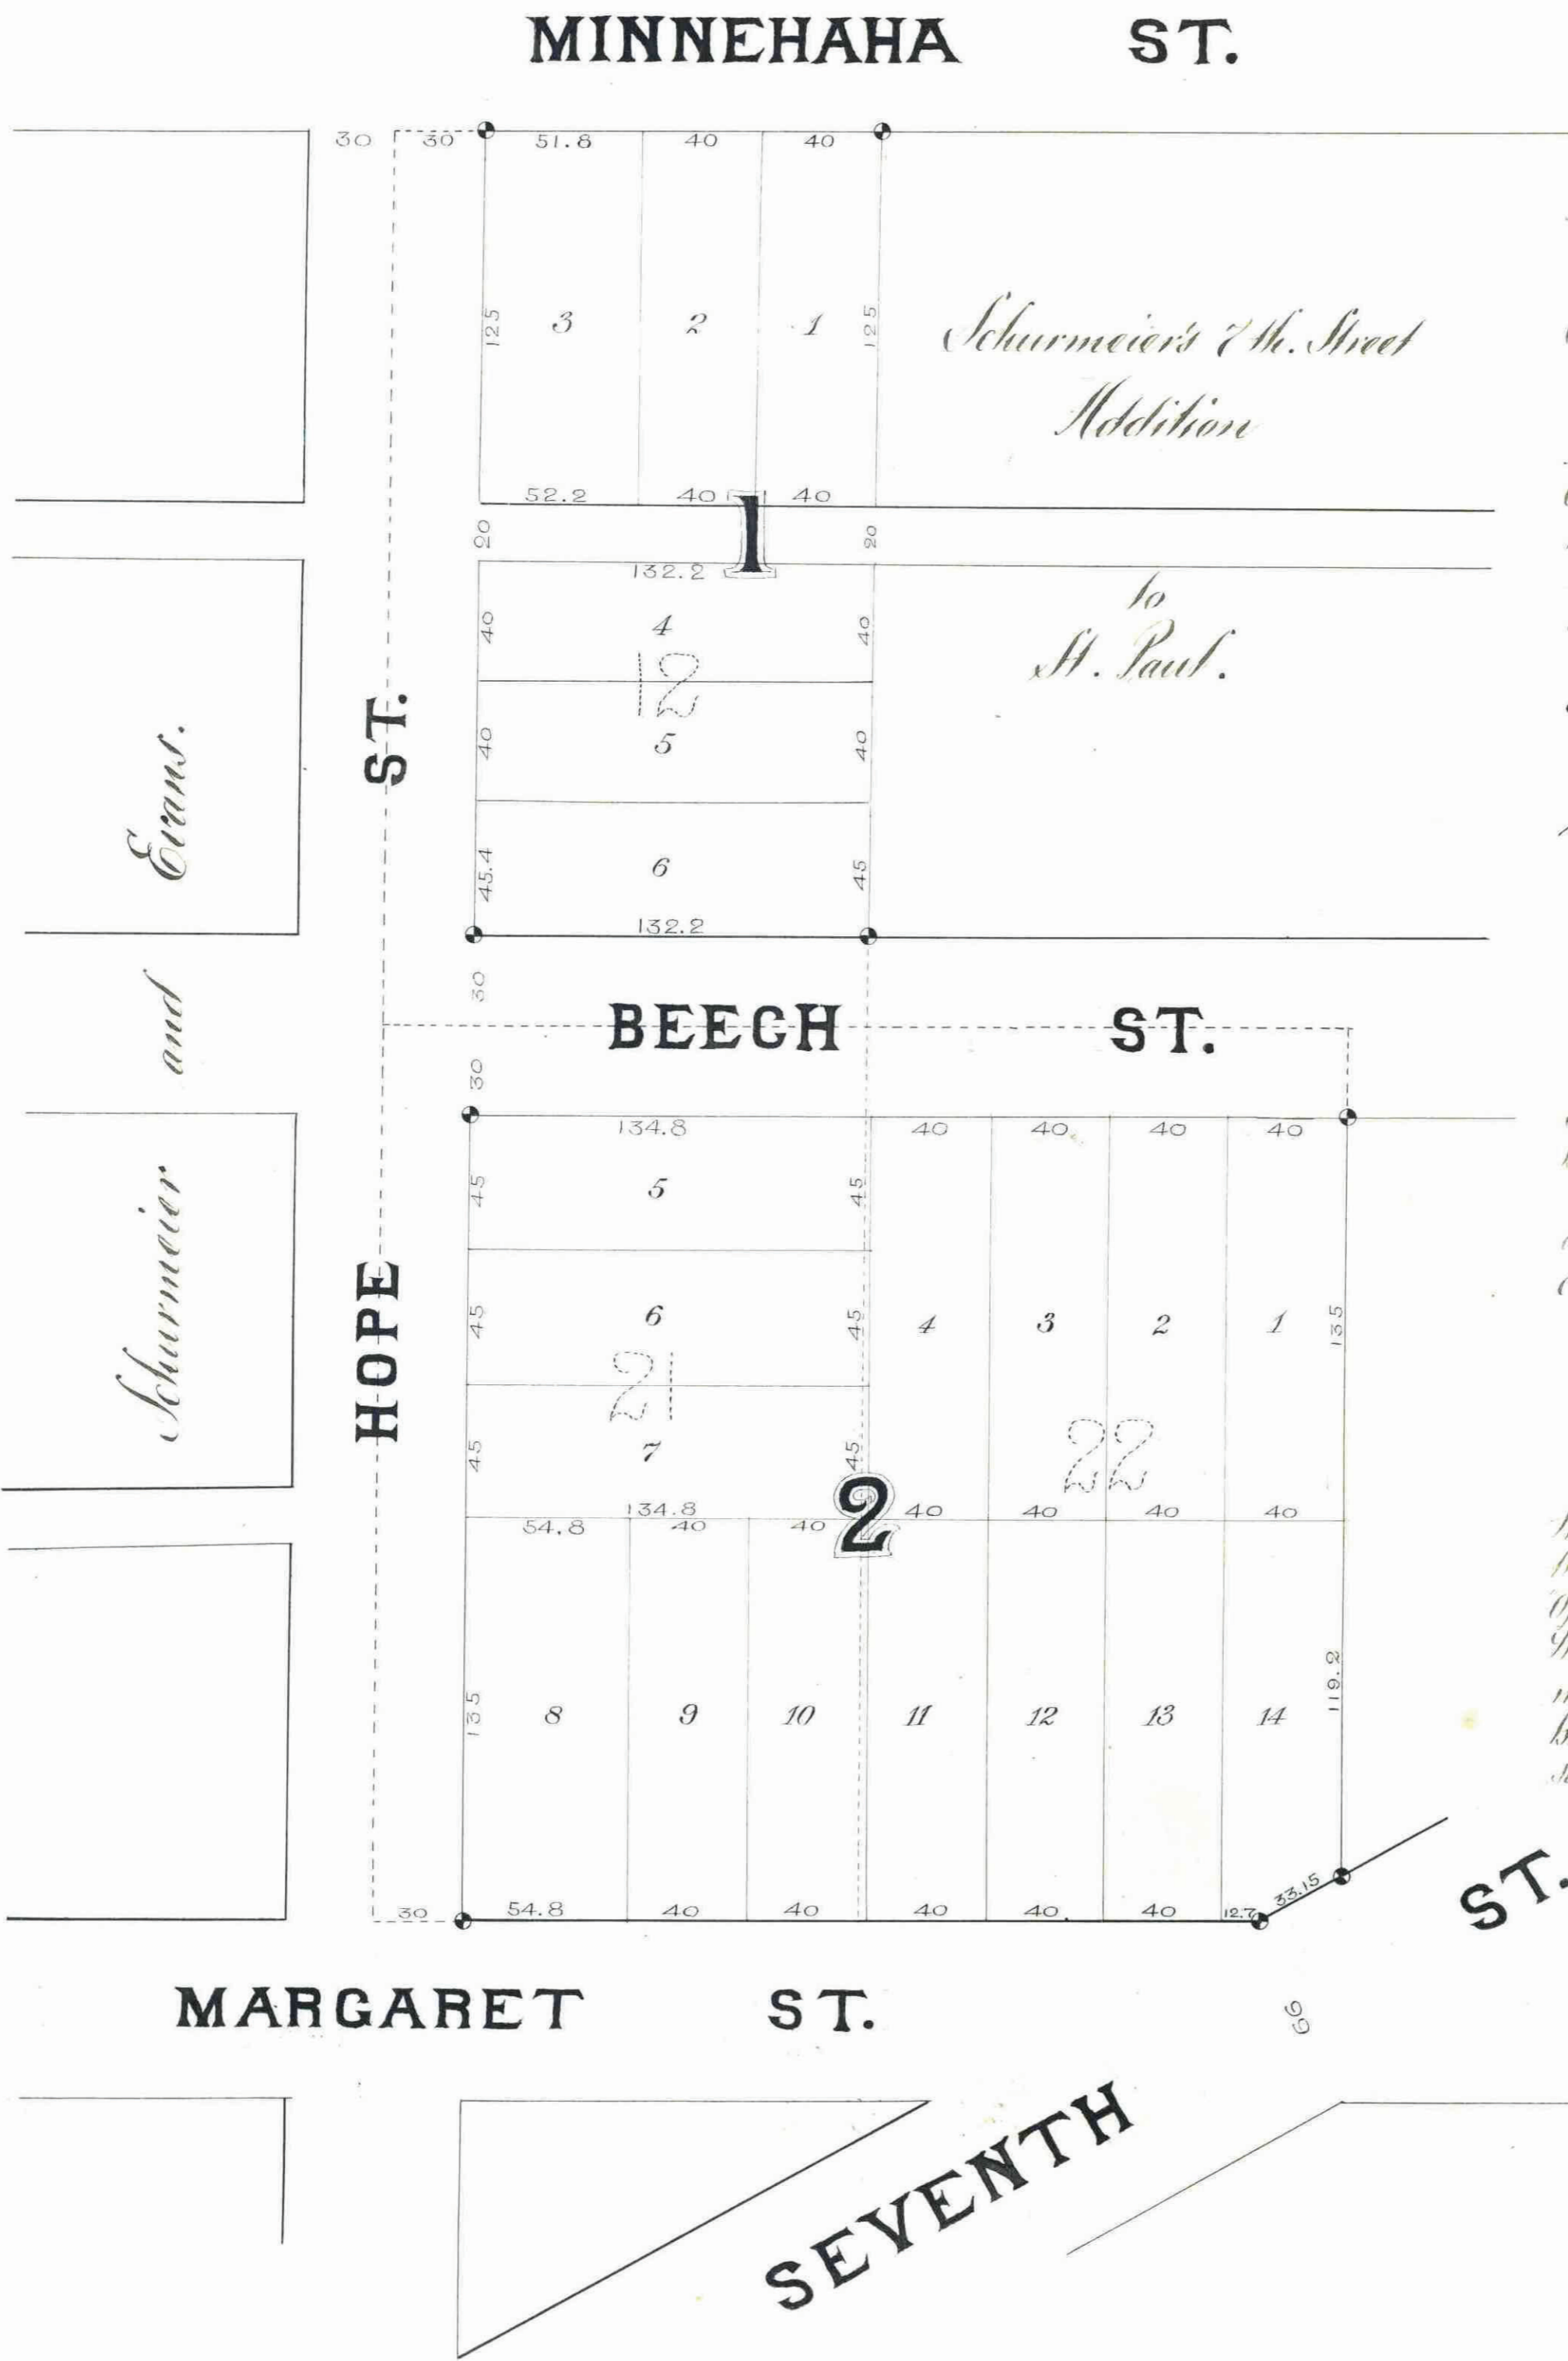 MINNEHAHA ST.
30 30 51.8 40 40
125 3 2 1 125
Schurmeier's 7th. Street
Addition
52.2 40 40
1
20 20
132.2
to
St. Paul.
40 4 40
12
40 5 40
ST.
Evans.
45.4 6 45
132.2
30
and
BEECH ST.
30
134.8 40 40 40 40
45 5 45
Schurmeier
HOPE
45 6 45 4 3 2 1 135
21 22
45 7 45
2
134.8 40 40 40 40
54.8 40 40
135 8 9 10 11 12 13 14 119.2
30 54.8 40 40 40 40 40 12.7 33.15
ST.
MARGARET ST.
66
SEVENTH